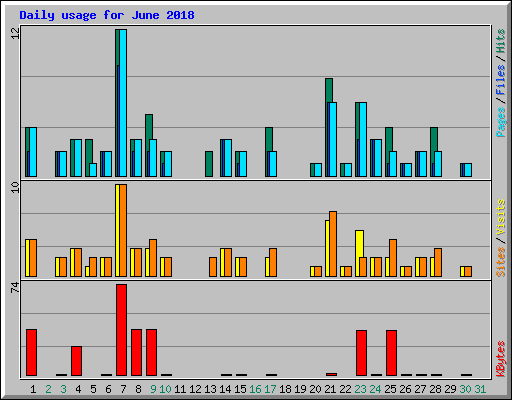 Daily usage for June 2018
12
10
74
Pages / Files / Hits
Sites / Visits
KBytes
1 2 3 4 5 6 7 8 9 10 11 12 13 14 15 16 17 18 19 20 21 22 23 24 25 26 27 28 29 30 31